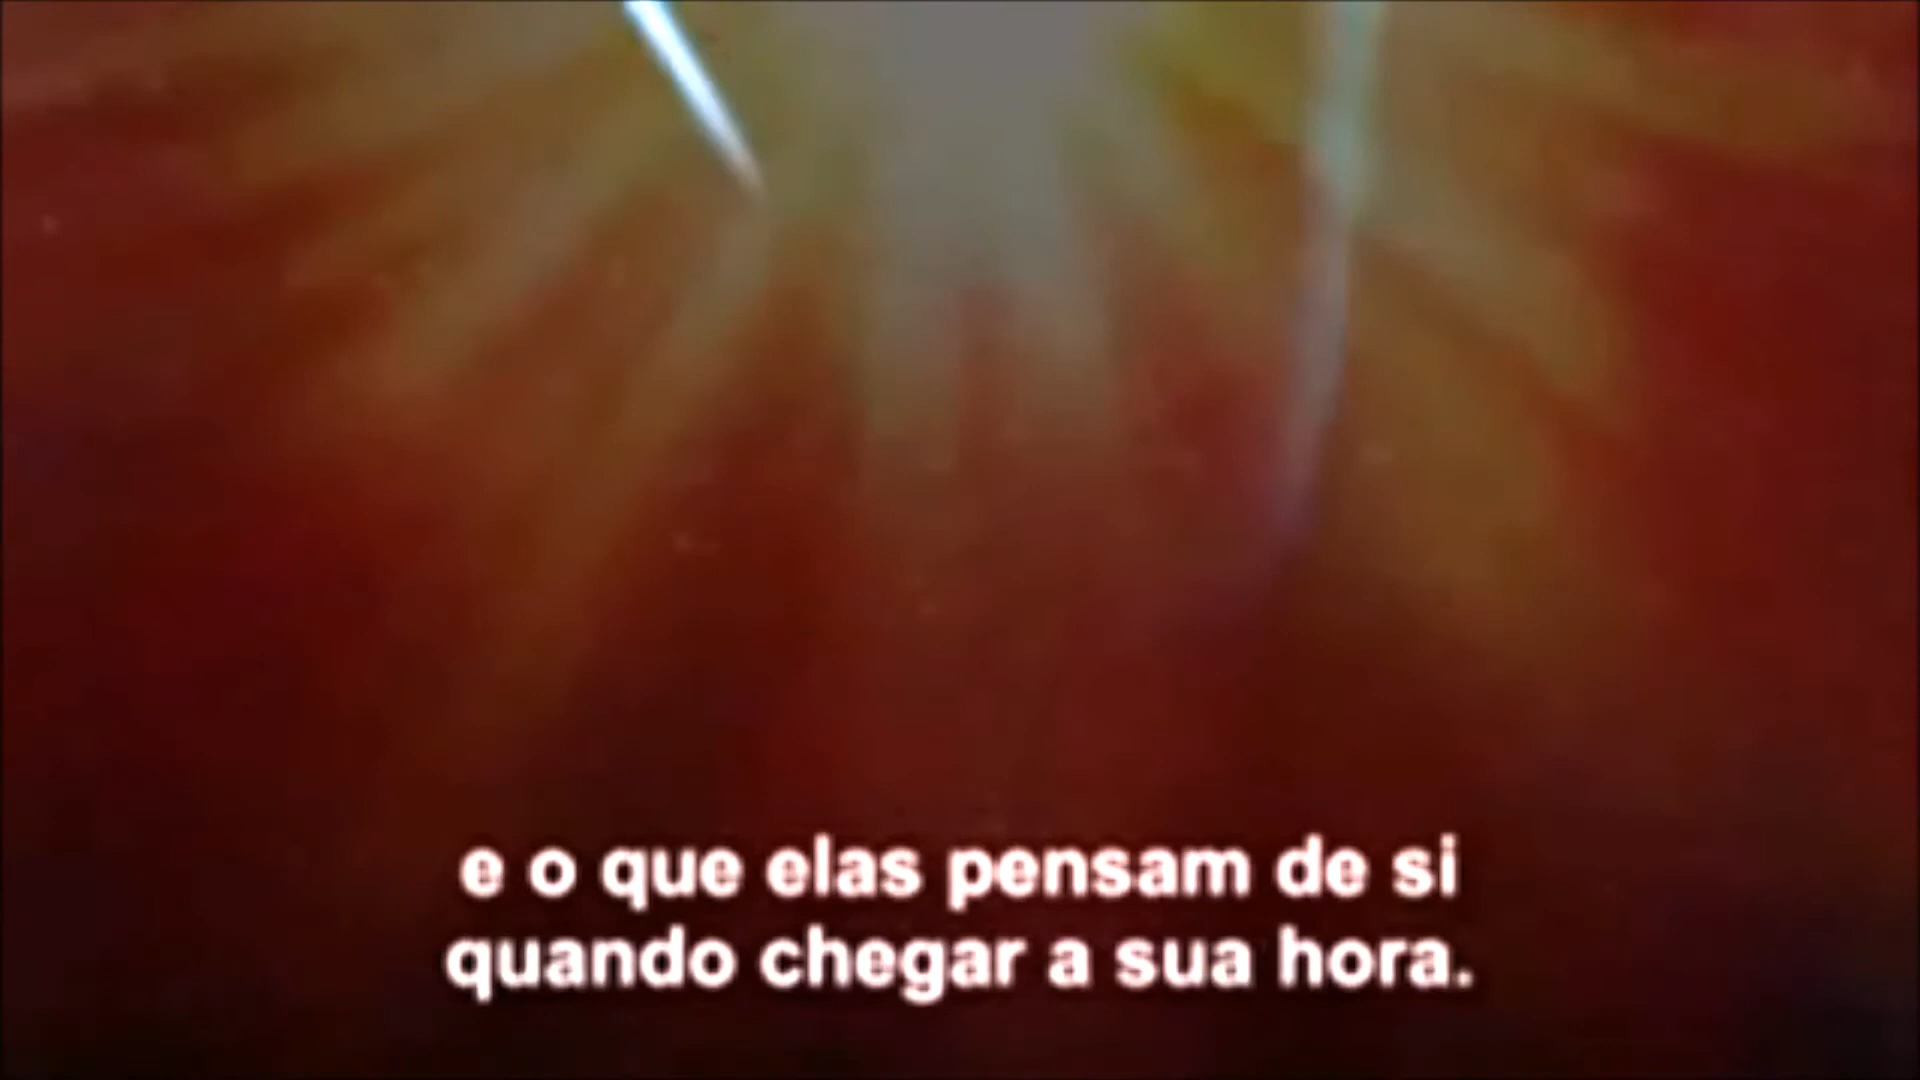 e o que elas pensam de si
quando chegar a sua hora.